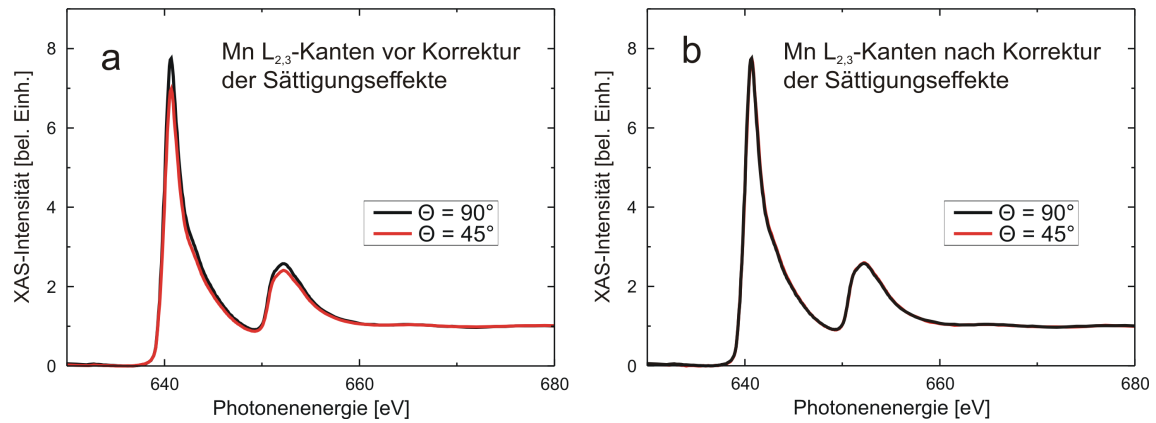 a
Mn L2,3-Kanten vor Korrektur
der Sättigungseffekte
XAS-Intensität [bel. Einh.]
8
6
4
2
0
Θ = 90°
Θ = 45°
640
660
680
Photonenenergie [eV]
b
Mn L2,3-Kanten nach Korrektur
der Sättigungseffekte
XAS-Intensität [bel. Einh.]
8
6
4
2
0
Θ = 90°
Θ = 45°
640
660
680
Photonenenergie [eV]